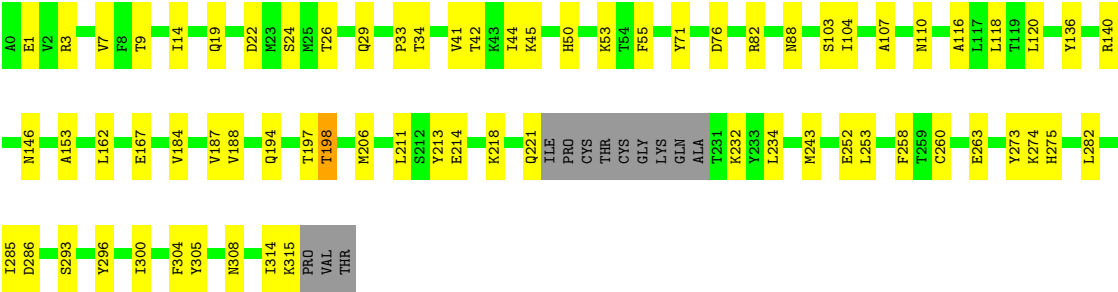 A0 E1 V2 R3 V7 F8 T9 I14 Q19 D22 M23 S24 M25 T26 Q29 P33 T34 V41 T42 K43 I44 K45 H50 K53 T54 F55 Y71 D76 R82 N88 S103 I104 A107 N110 A116 L117 L118 T119 L120 Y136 R140
N146 A153 L162 E167 V184 V187 V188 Q194 T197 T198 M206 L211 S212 Y213 E214 K218 Q221 ILE PRO CYS THR CYS GLY LYS GLN ALA T231 K232 Y233 L234 M243 E252 L253 F258 T259 C260 E263 Y273 K274 H275 L282
I285 D286 S293 Y296 I300 F304 Y305 N308 I314 K315 PRO VAL THR